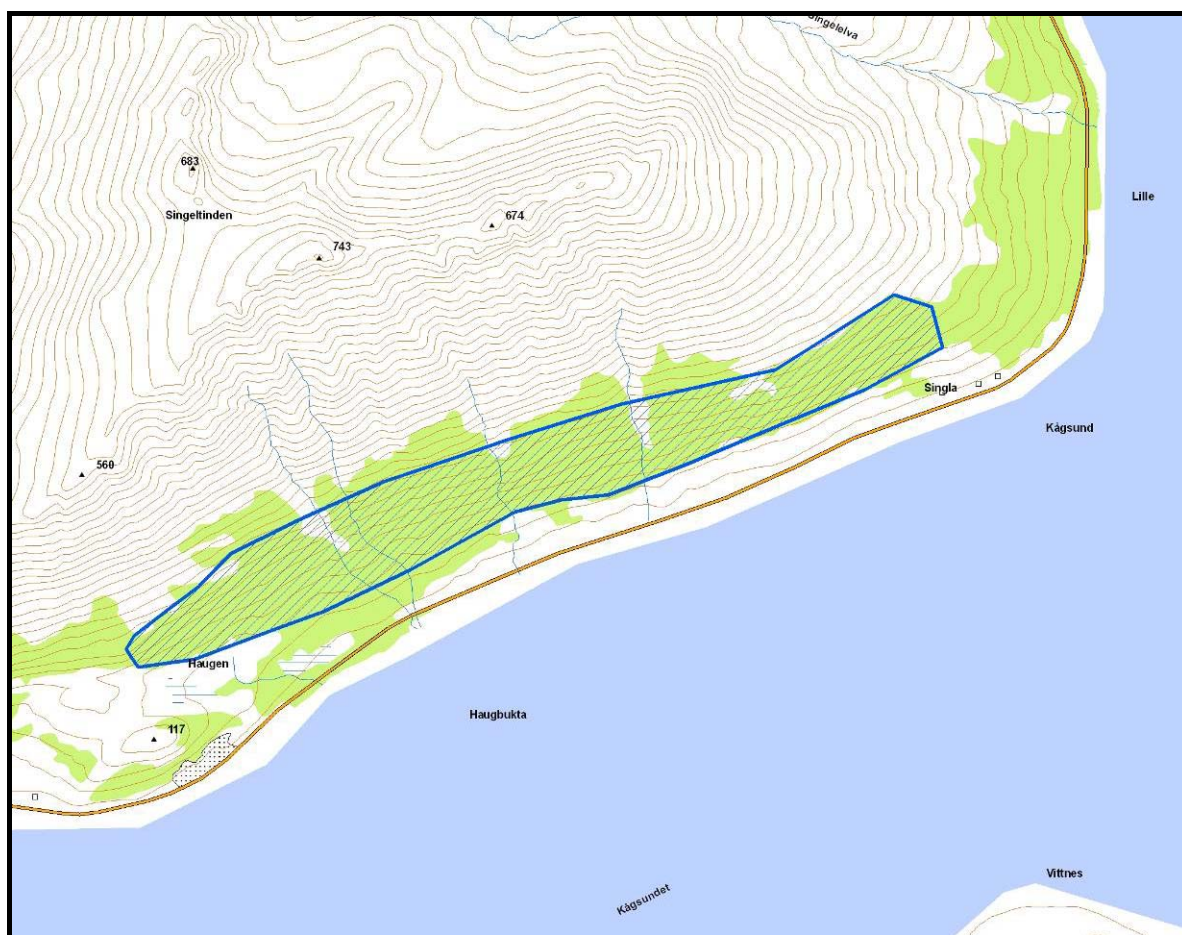 Singelelva
683
Lille
Singeltinden
674
743
Singla
Kågsund
560
Haugen
Haugbukta
117
Vittnes
Kågsundet